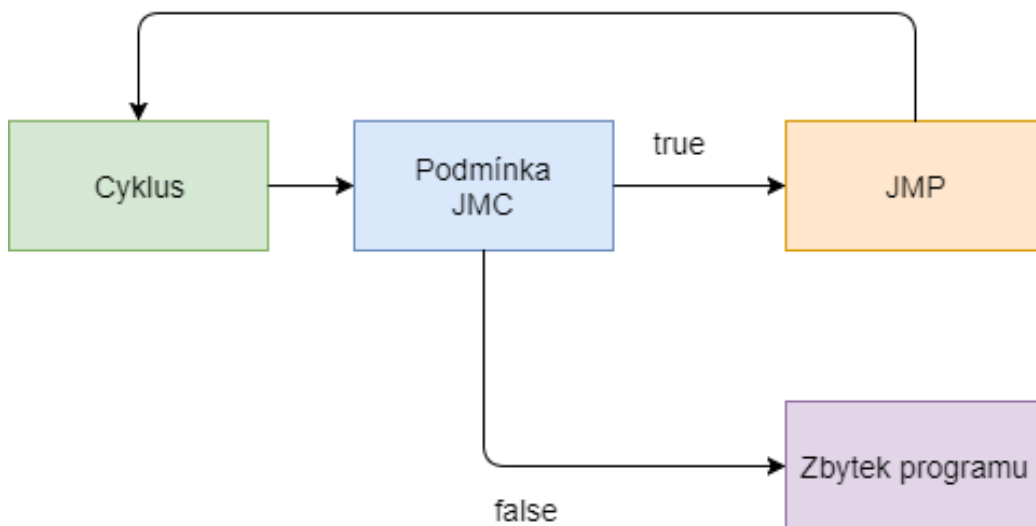 true
Cyklus
Podmínka
JMC
JMP
Zbytek programu
false